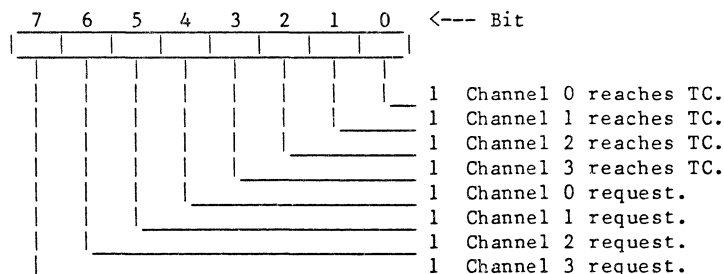 7 6 5 4 3 2 1 0 <--- Bit
1 Channel 0 reaches TC.
1 Channel 1 reaches TC.
1 Channel 2 reaches TC.
1 Channel 3 reaches TC.
1 Channel 0 request.
1 Channel 1 request.
1 Channel 2 request.
1 Channel 3 request.